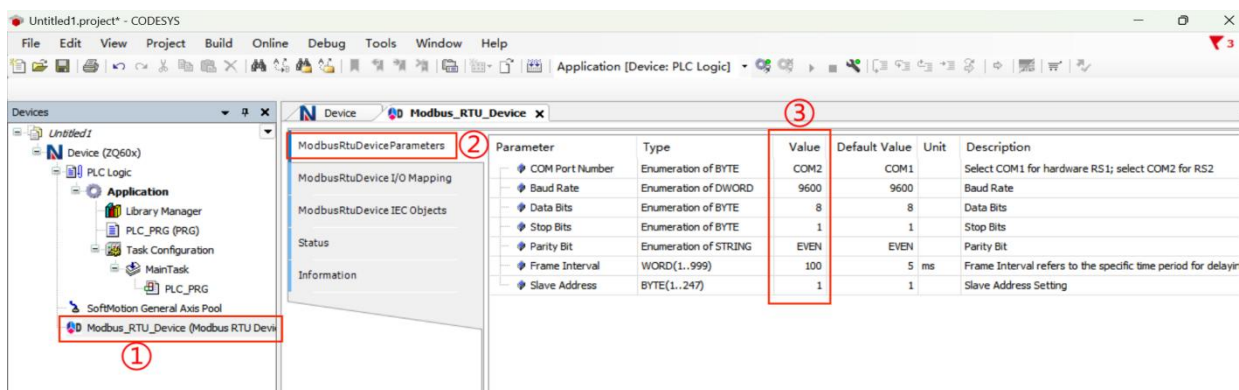 Untitled1.project* - CODESYS
File Edit View Project Build Online Debug Tools Window Help
3
Application [Device: PLC Logic]
Devices
Untitled1
Device (ZQ60x)
PLC Logic
Application
Library Manager
PLC_PRG (PRG)
Task Configuration
MainTask
PLC_PRG
SoftMotion General Axis Pool
Modbus_RTU_Device (Modbus RTU Devi
①
Device
Modbus_RTU_Device
ModbusRtuDeviceParameters
②
ModbusRtuDevice I/O Mapping
ModbusRtuDevice IEC Objects
Status
Information
③
Parameter Type Value Default Value Unit Description
COM Port Number Enumeration of BYTE COM2 COM1 Select COM1 for hardware RS1; select COM2 for RS2
Baud Rate Enumeration of DWORD 9600 9600 Baud Rate
Data Bits Enumeration of BYTE 8 8 Data Bits
Stop Bits Enumeration of BYTE 1 1 Stop Bits
Parity Bit Enumeration of STRING EVEN EVEN Parity Bit
Frame Interval WORD(1..999) 100 5 ms Frame Interval refers to the specific time period for delayin
Slave Address BYTE(1..247) 1 1 Slave Address Setting